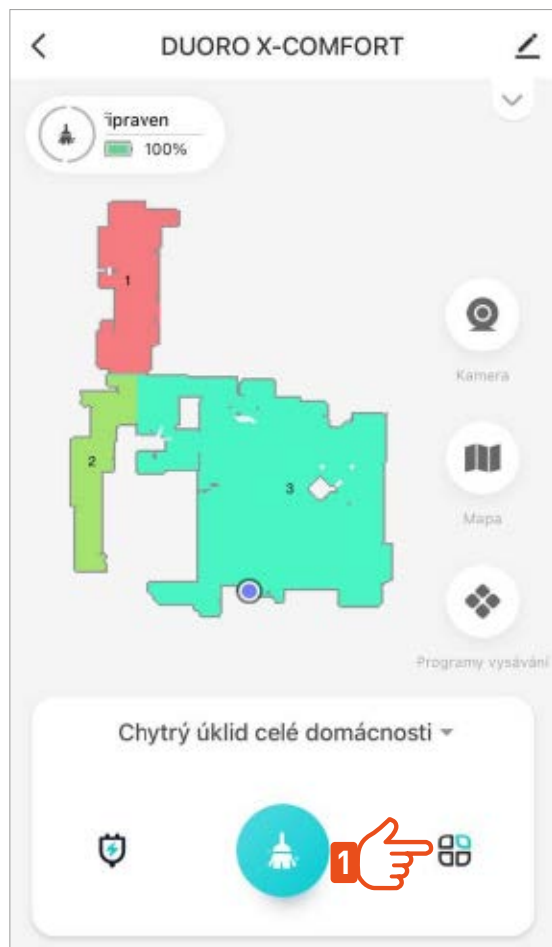 DUORO X-COMFORT
ipraven
100%
1
Kamera
2
3
Mapa
Programy vysávání
Chytrý úklid celé domácnosti
1